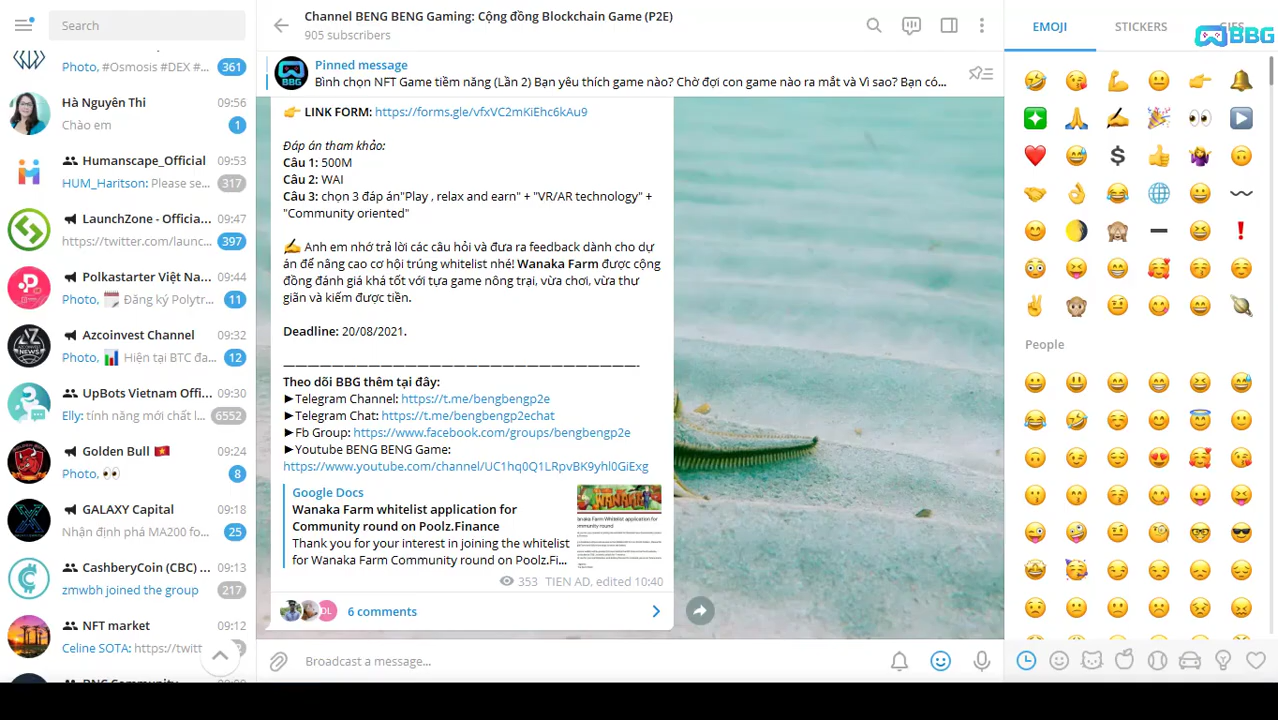 Search
Photo, #Osmosis #DEX #... 361
Hà Nguyên Thi 09:56
Chào em 1
Humanscape_Official 09:53
HUM_Haritson: Please se... 317
LaunchZone - Officia... 09:47
https://twitter.com/launc... 397
Polkastarter Việt Na... 09:44
Photo, 🗓 Đăng ký Polytr... 11
Azcoinvest Channel 09:32
Photo, 📊 Hiện tại BTC đa... 12
UpBots Vietnam Offi... 09:30
Elly: tính năng mới chất l... 6552
Golden Bull 🇻🇳 09:24
Photo, 👀 8
GALAXY Capital 09:18
Nhận định phá MA200 fo... 25
CashberyCoin (CBC) ... 09:13
zmwbh joined the group 217
NFT market 09:12
Celine SOTA: https://twitt...
Channel BENG BENG Gaming: Cộng đồng Blockchain Game (P2E)
905 subscribers
Pinned message
Bình chọn NFT Game tiềm năng (Lần 2) Bạn yêu thích game nào? Chờ đợi con game nào ra mắt và Vì sao? Bạn có...
👉 LINK FORM: https://forms.gle/vfxVC2mKiEhc6kAu9
Đáp án tham khảo:
Câu 1: 500M
Câu 2: WAI
Câu 3: chọn 3 đáp án"Play , relax and earn" + "VR/AR technology" +
"Community oriented"
✍️ Anh em nhớ trả lời các câu hỏi và đưa ra feedback dành cho dự
án để nâng cao cơ hội trúng whitelist nhé! Wanaka Farm được cộng
đồng đánh giá khá tốt với tựa game nông trại, vừa chơi, vừa thư
giãn và kiếm được tiền.
Deadline: 20/08/2021.
—————————————————————————————-
Theo dõi BBG thêm tại đây:
►Telegram Channel: https://t.me/bengbengp2e
►Telegram Chat: https://t.me/bengbengp2echat
►Fb Group: https://www.facebook.com/groups/bengbengp2e
►Youtube BENG BENG Game:
https://www.youtube.com/channel/UC1hq0Q1LRpvBK9yhl0GiExg
Google Docs
Wanaka Farm whitelist application for
Community round on Poolz.Finance
Thank you for your interest in joining the whitelist
for Wanaka Farm Community round on Poolz.Fi...
353 TIEN AD, edited 10:40
DL 6 comments
Broadcast a message...
EMOJI STICKERS
BBG
People